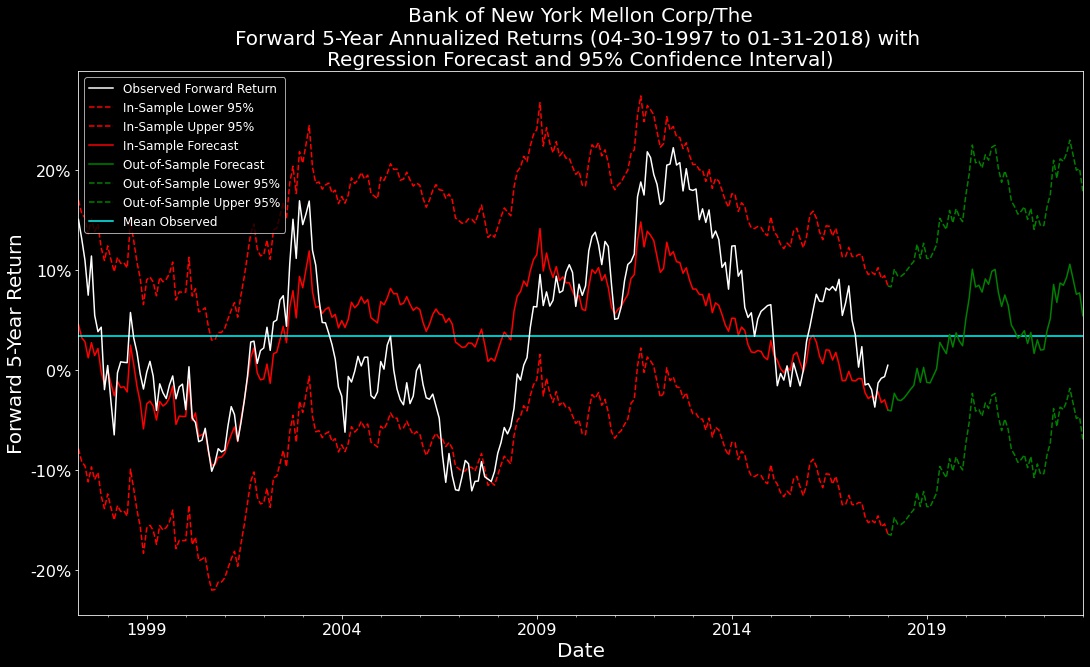 Bank of New York Mellon Corp/The
Forward 5-Year Annualized Returns (04-30-1997 to 01-31-2018) with
Regression Forecast and 95% Confidence Interval)
Observed Forward Return
In-Sample Lower 95%
In-Sample Upper 95%
In-Sample Forecast
Out-of-Sample Forecast
Out-of-Sample Lower 95%
Out-of-Sample Upper 95%
Mean Observed
Forward 5-Year Return
20%
10%
0%
-10%
-20%
1999 2004 2009 2014 2019
Date